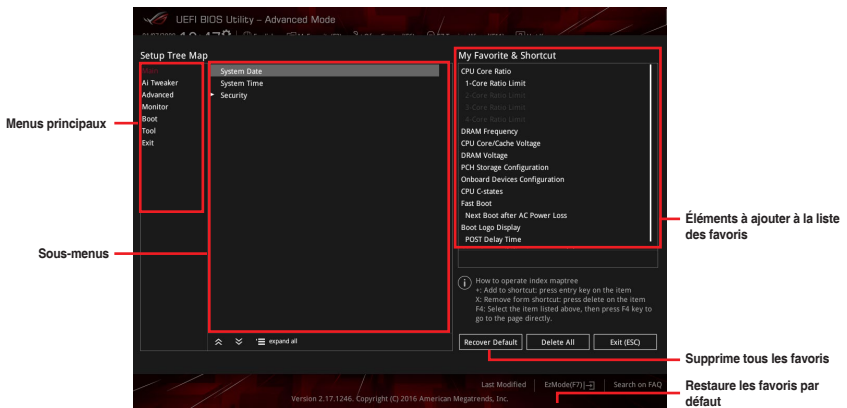 UEFI BIOS Utility – Advanced Mode
Setup Tree Map
My Favorite & Shortcut
Main
Ai Tweaker
Advanced
Monitor
Boot
Tool
Exit
System Date
System Time
Security
CPU Core Ratio
1-Core Ratio Limit
2-Core Ratio Limit
3-Core Ratio Limit
4-Core Ratio Limit
DRAM Frequency
CPU Core/Cache Voltage
DRAM Voltage
PCH Storage Configuration
Onboard Devices Configuration
CPU C-states
Fast Boot
Next Boot after AC Power Loss
Boot Logo Display
POST Delay Time
Menus principaux
Sous-menus
Éléments à ajouter à la liste
des favoris
How to operate index maptree
+: Add to shortcut: press entry key on the item
X: Remove form shortcut: press delete on the item
F4: Select the item listed above, then press F4 key to
go to the page directly.
expand all
Recover Default
Delete All
Exit (ESC)
Supprime tous les favoris
Restaure les favoris par
défaut
Last Modified
EzMode(F7)
Search on FAQ
Version 2.17.1246. Copyright (C) 2016 American Megatrends, Inc.